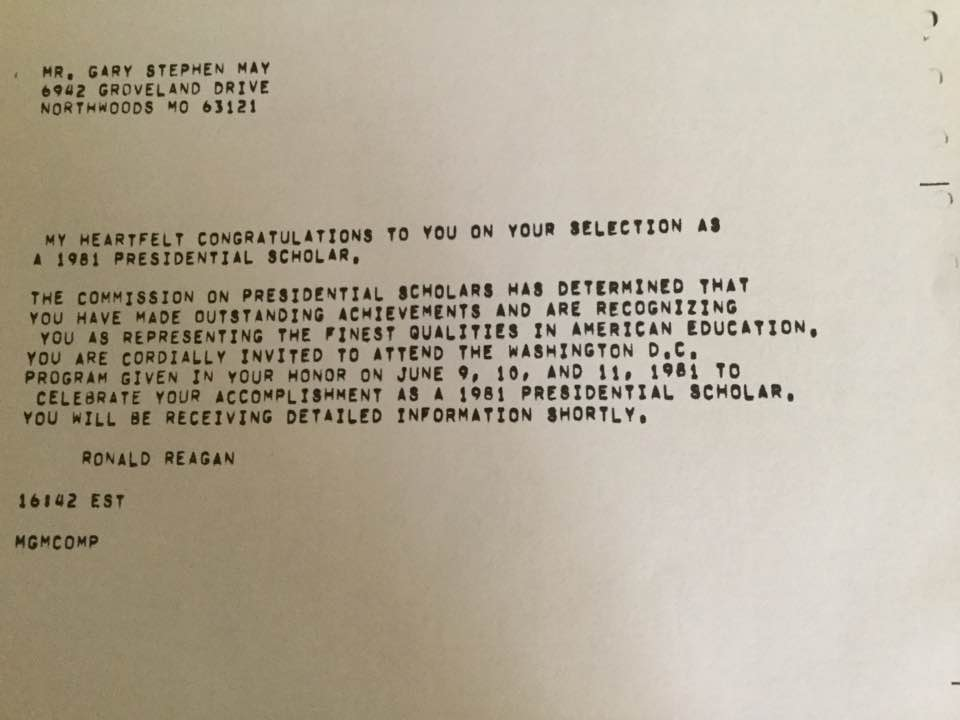 MR. GARY STEPHEN MAY
6942 GROVELAND DRIVE
NORTHWOODS MO 63121
MY HEARTFELT CONGRATULATIONS TO YOU ON YOUR SELECTION AS
A 1981 PRESIDENTIAL SCHOLAR.
THE COMMISSION ON PRESIDENTIAL SCHOLARS HAS DETERMINED THAT
YOU HAVE MADE OUTSTANDING ACHIEVEMENTS AND ARE RECOGNIZING
YOU AS REPRESENTING THE FINEST QUALITIES IN AMERICAN EDUCATION.
YOU ARE CORDIALLY INVITED TO ATTEND THE WASHINGTON D.C.
PROGRAM GIVEN IN YOUR HONOR ON JUNE 9, 10, AND 11, 1981 TO
CELEBRATE YOUR ACCOMPLISHMENT AS A 1981 PRESIDENTIAL SCHOLAR.
YOU WILL BE RECEIVING DETAILED INFORMATION SHORTLY.
RONALD REAGAN
16:42 EST
MGMCOMP